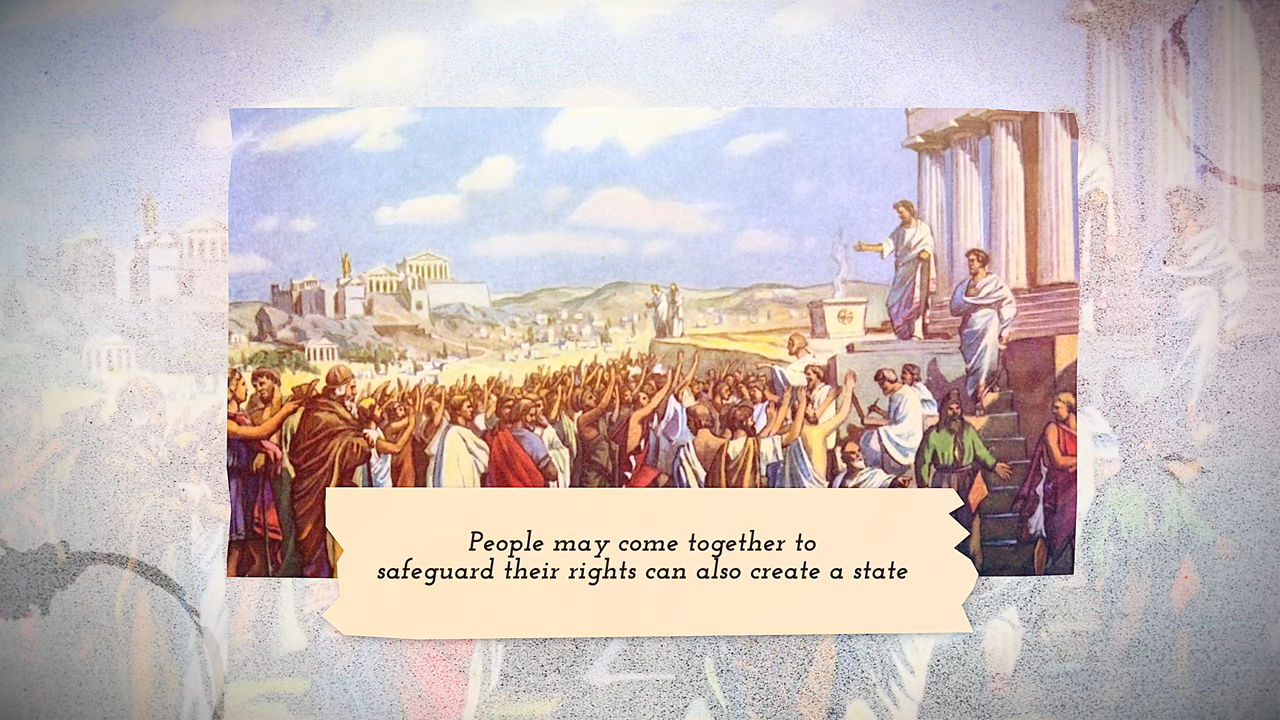 People may come together to
safeguard their rights can also create a state